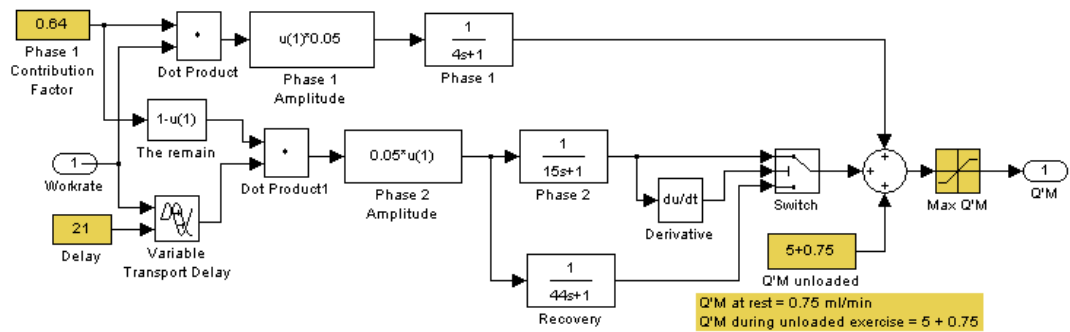 0.64
Phase 1
Contribution
Factor
Dot Product
u(1)*0.05
Phase 1
Amplitude
1
4s+1
Phase 1
1-u(1)
The remain
1
Workrate
21
Delay
Variable
Transport Delay
Dot Product1
0.05*u(1)
Phase 2
Amplitude
1
15s+1
Phase 2
du/dt
Derivative
1
44s+1
Recovery
Switch
5+0.75
Q'M unloaded
Max Q'M
1
Q'M
Q'M at rest = 0.75 ml/min
Q'M during unloaded exercise = 5 + 0.75